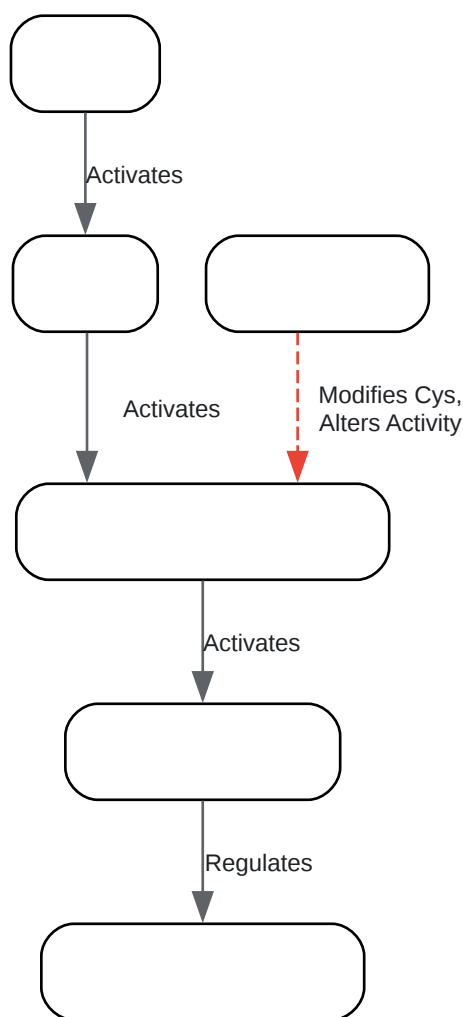 Activates
Activates
Modifies Cys,
Alters Activity
Activates
Regulates